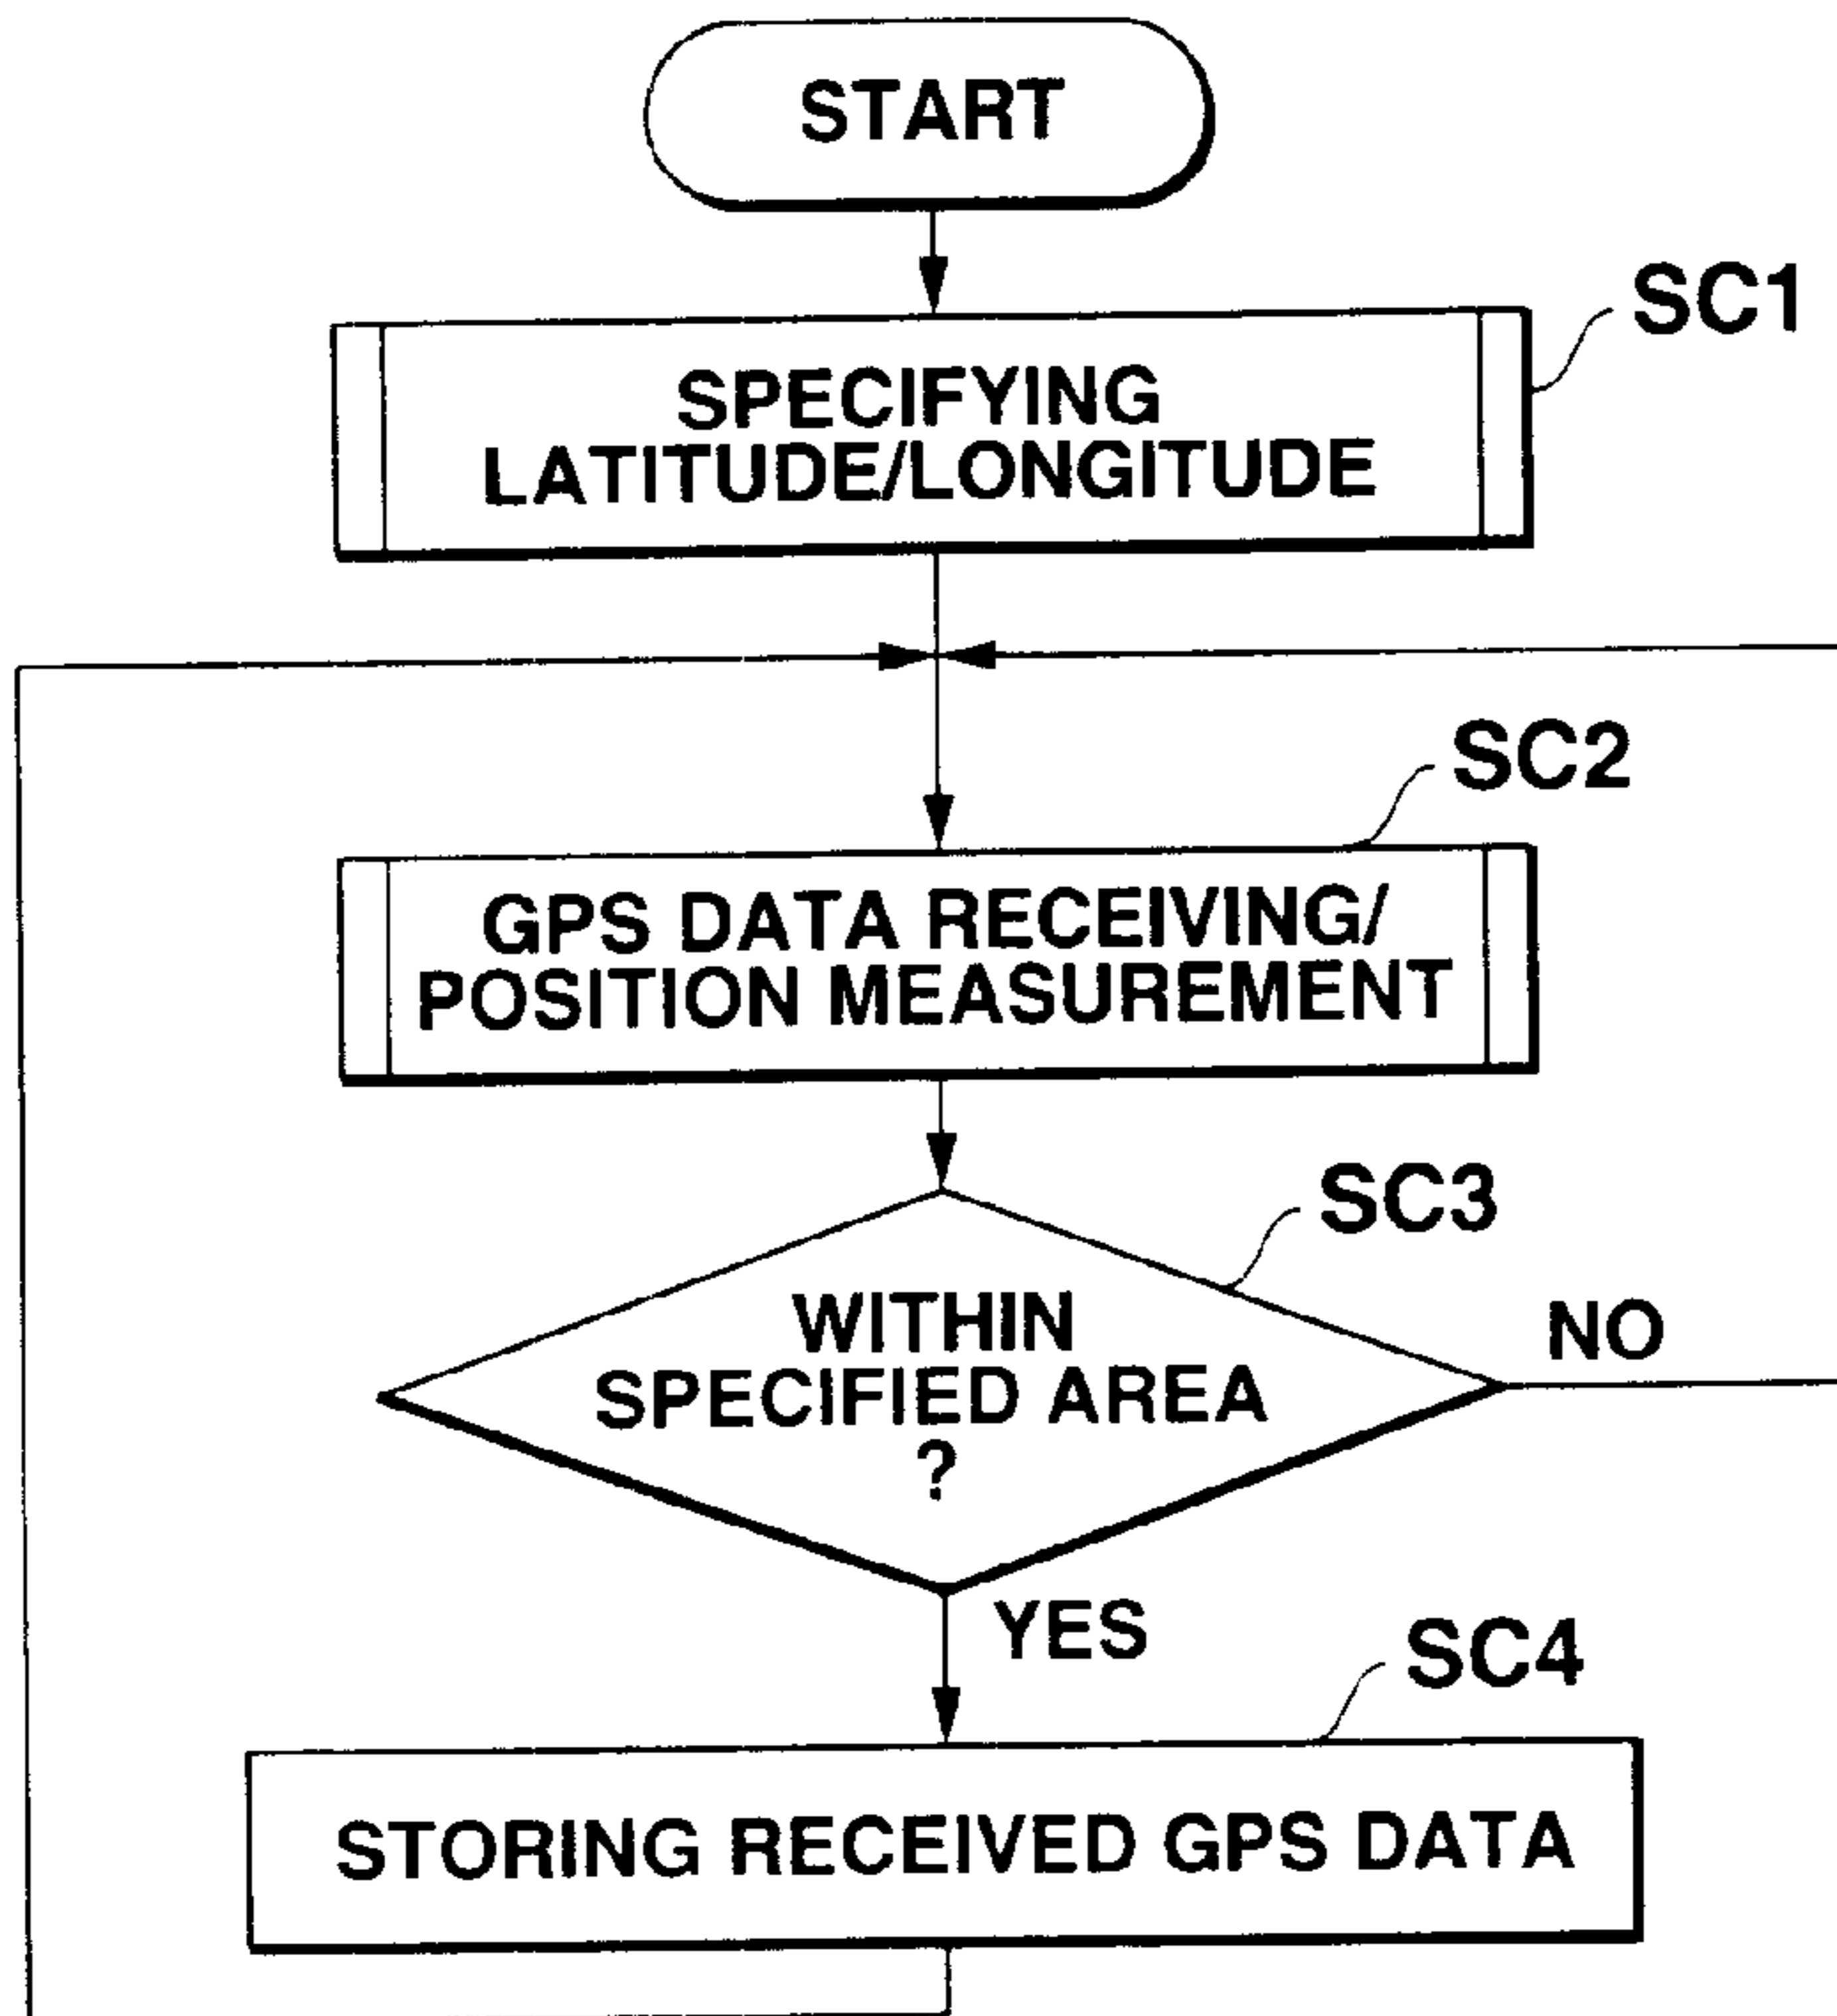 START
SC1
SPECIFYING
LATITUDE/LONGITUDE
SC2
GPS DATA RECEIVING/
POSITION MEASUREMENT
SC3
WITHIN
SPECIFIED AREA
?
NO
YES
SC4
STORING RECEIVED GPS DATA